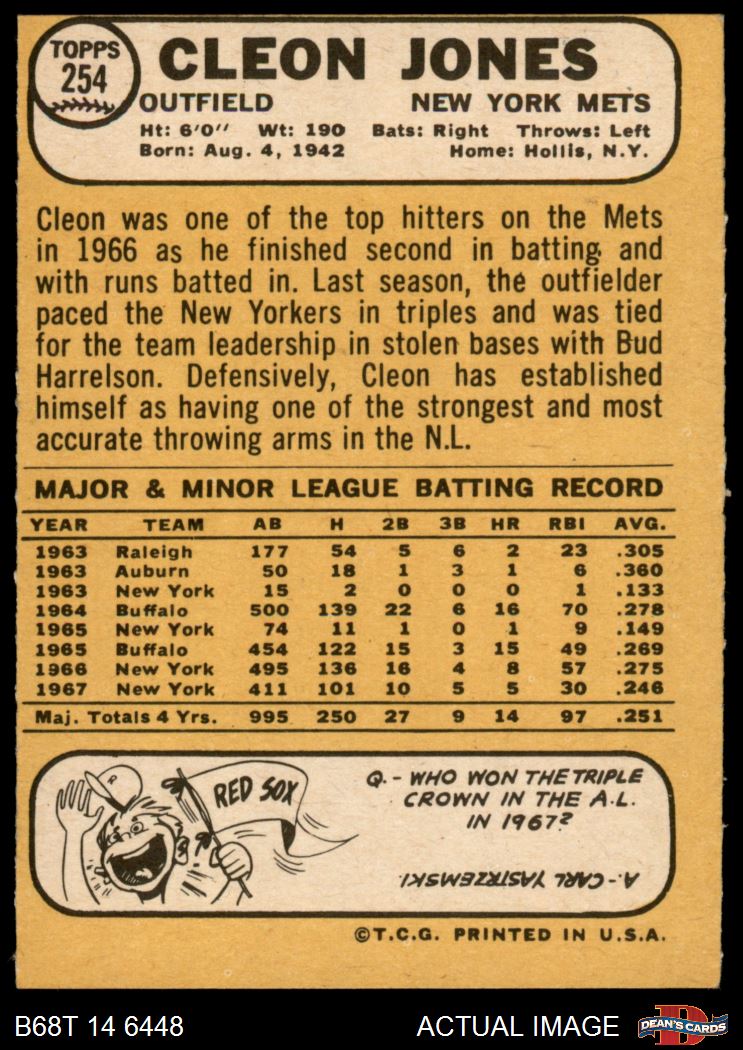 TOPPS
254
CLEON JONES
OUTFIELD NEW YORK METS
Ht: 6'0" Wt: 190 Bats: Right Throws: Left
Born: Aug. 4, 1942 Home: Hollis, N.Y.
Cleon was one of the top hitters on the Mets
in 1966 as he finished second in batting and
with runs batted in. Last season, the outfielder
paced the New Yorkers in triples and was tied
for the team leadership in stolen bases with Bud
Harrelson. Defensively, Cleon has established
himself as having one of the strongest and most
accurate throwing arms in the N.L.
MAJOR & MINOR LEAGUE BATTING RECORD
YEAR TEAM AB H 2B 3B HR RBI AVG.
1963 Raleigh 177 54 5 6 2 23 .305
1963 Auburn 50 18 1 3 1 6 .360
1963 New York 15 2 0 0 0 1 .133
1964 Buffalo 500 139 22 6 16 70 .278
1965 New York 74 11 1 0 1 9 .149
1965 Buffalo 454 122 15 3 15 49 .269
1966 New York 495 136 16 4 8 57 .275
1967 New York 411 101 10 5 5 30 .246
Maj. Totals 4 Yrs. 995 250 27 9 14 97 .251
R
RED SOX
Q.- WHO WON THE TRIPLE
CROWN IN THE A.L.
IN 1967?
A.- CARL YASTRZEMSKI
©T.C.G. PRINTED IN U.S.A.
B68T 14 6448 ACTUAL IMAGE
D
DEAN'S CARDS